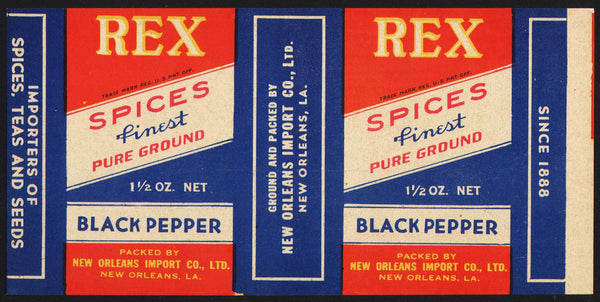 IMPORTERS OF
SPICES, TEAS AND SEEDS
REX
TRADE MARK REG. U.S. PAT. OFF.
SPICES
finest
PURE GROUND
1½ OZ. NET
BLACK PEPPER
PACKED BY
NEW ORLEANS IMPORT CO., LTD.
NEW ORLEANS, LA.
GROUND AND PACKED BY
NEW ORLEANS IMPORT CO., LTD.
NEW ORLEANS, LA.
REX
TRADE MARK REG. U.S. PAT. OFF.
SPICES
finest
PURE GROUND
1½ OZ. NET
BLACK PEPPER
PACKED BY
NEW ORLEANS IMPORT CO., LTD.
NEW ORLEANS, LA.
SINCE 1888